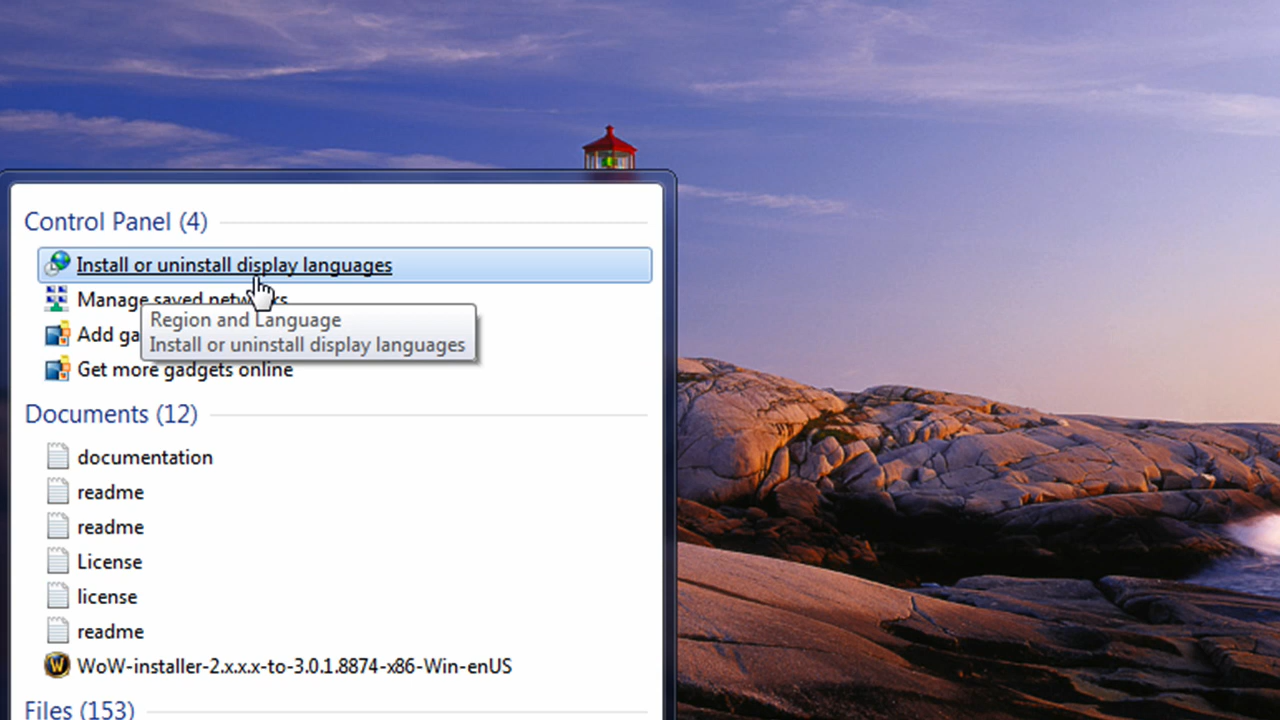 Control Panel (4)
Install or uninstall display languages
Manage saved networks
Region and Language
Install or uninstall display languages
Add ga
Get more gadgets online
Documents (12)
documentation
readme
readme
License
license
readme
WoW-installer-2.x.x.x-to-3.0.1.8874-x86-Win-enUS
Files (153)